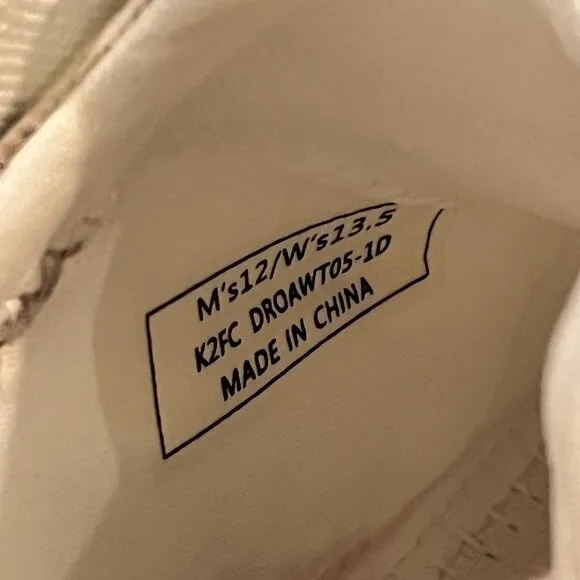 M's12/W's13.5
K2FC DROAWT05-1D
MADE IN CHINA